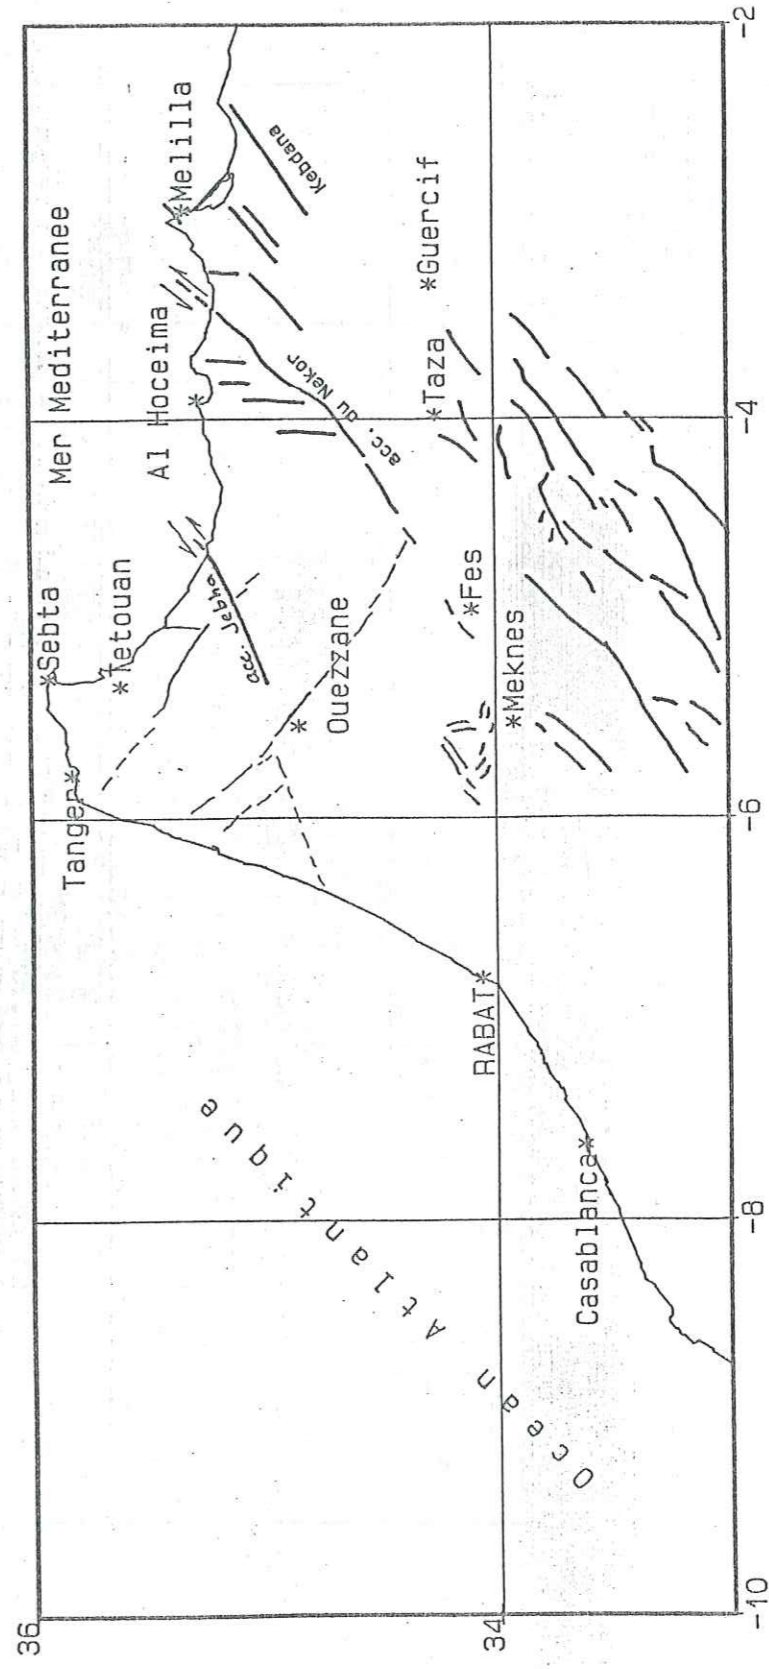 36
34
-10
-8
-6
-4
-2
Mer Mediterranee
Ocean Atlantique
*Sebta
Tanger*
*Tetouan
Al Hoceima
*Melilla
Kebdana
acc. Jebha
acc. du Nekor
Ouezzane
*Guercif
*Taza
*Fes
*Meknes
RABAT*
Casablanca*